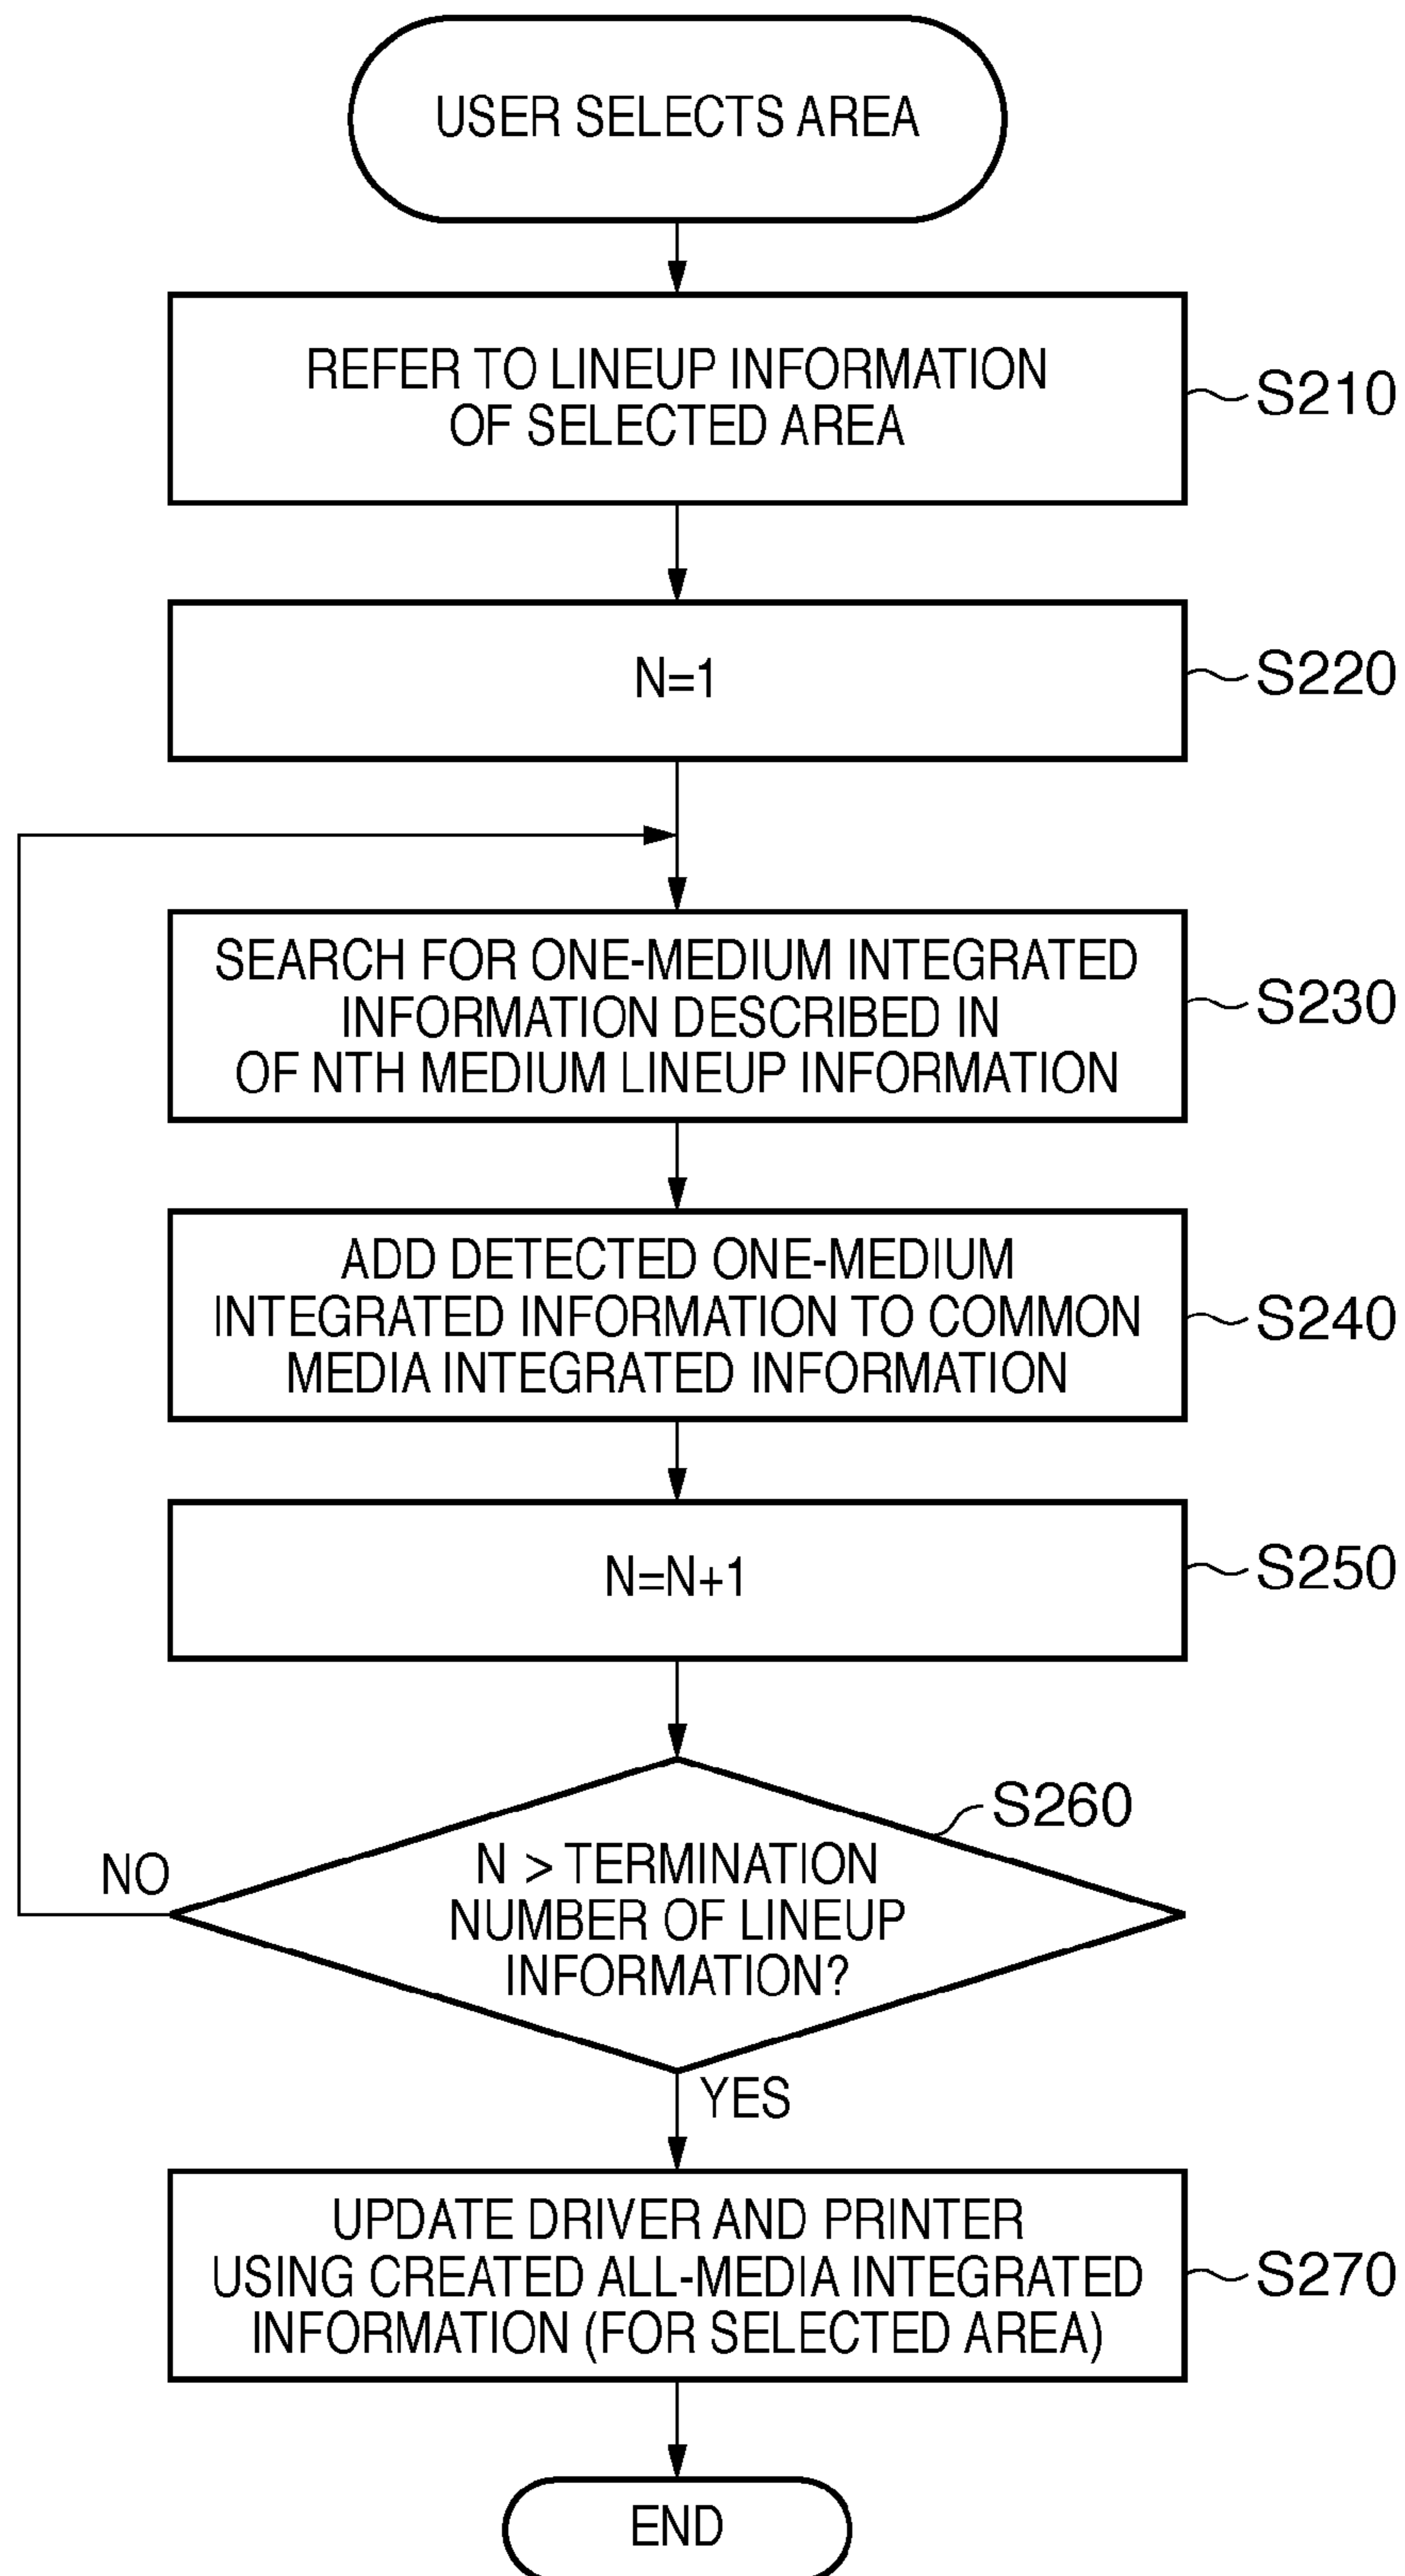 USER SELECTS AREA
REFER TO LINEUP INFORMATION
OF SELECTED AREA
S210
N=1
S220
SEARCH FOR ONE-MEDIUM INTEGRATED
INFORMATION DESCRIBED IN
OF NTH MEDIUM LINEUP INFORMATION
S230
ADD DETECTED ONE-MEDIUM
INTEGRATED INFORMATION TO COMMON
MEDIA INTEGRATED INFORMATION
S240
N=N+1
S250
S260
N > TERMINATION
NUMBER OF LINEUP
INFORMATION?
NO
YES
UPDATE DRIVER AND PRINTER
USING CREATED ALL-MEDIA INTEGRATED
INFORMATION (FOR SELECTED AREA)
S270
END